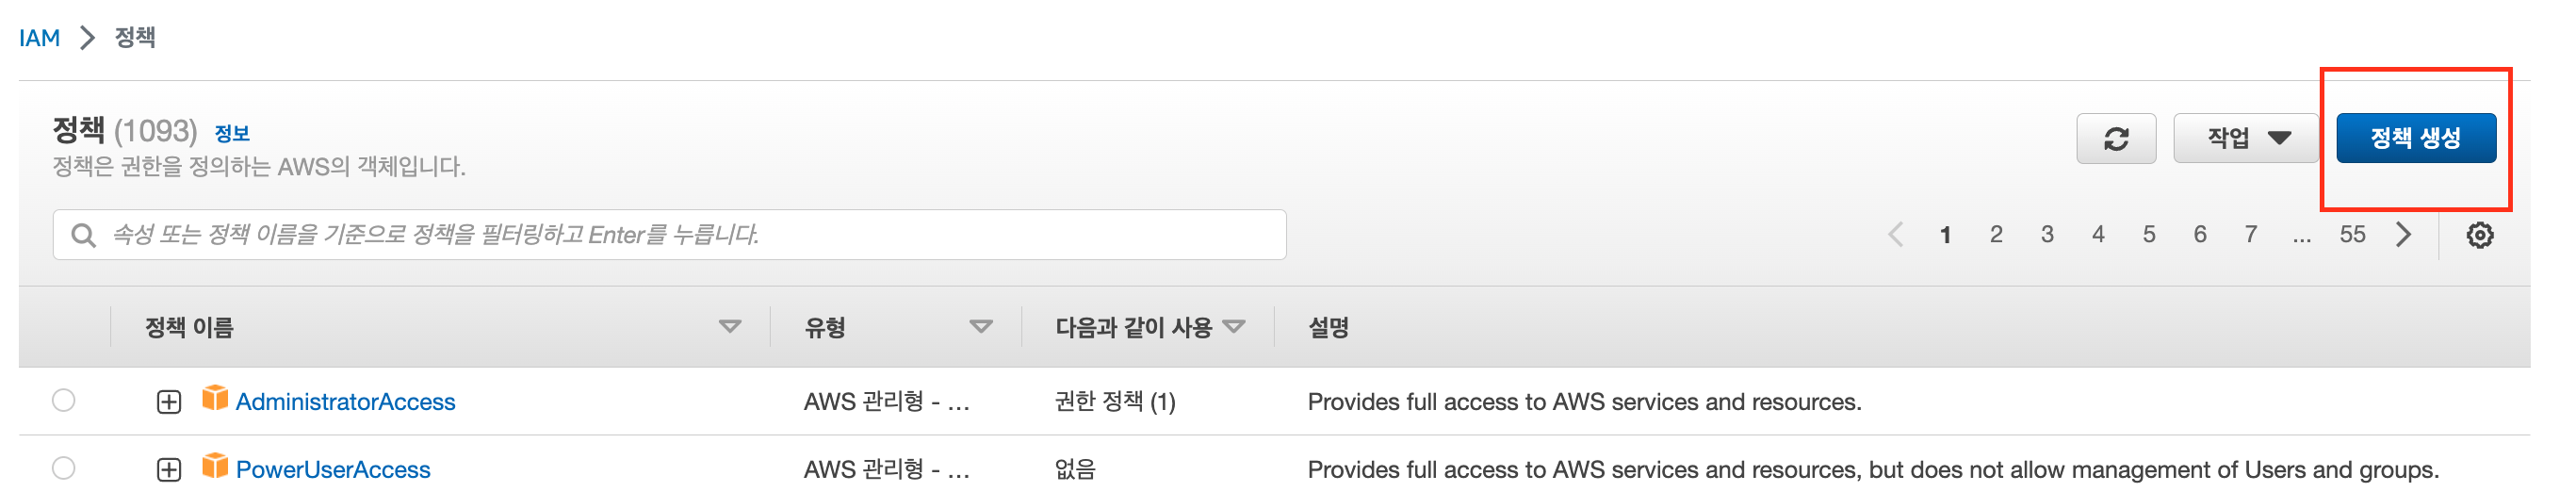 IAM > 정책
정책 (1093) 정보
정책은 권한을 정의하는 AWS의 객체입니다.
작업 정책 생성
속성 또는 정책 이름을 기준으로 정책을 필터링하고 Enter를 누릅니다.
1 2 3 4 5 6 7 ... 55
정책 이름 유형 다음과 같이 사용 설명
AdministratorAccess AWS 관리형 - ... 권한 정책 (1) Provides full access to AWS services and resources.
PowerUserAccess AWS 관리형 - ... 없음 Provides full access to AWS services and resources, but does not allow management of Users and groups.